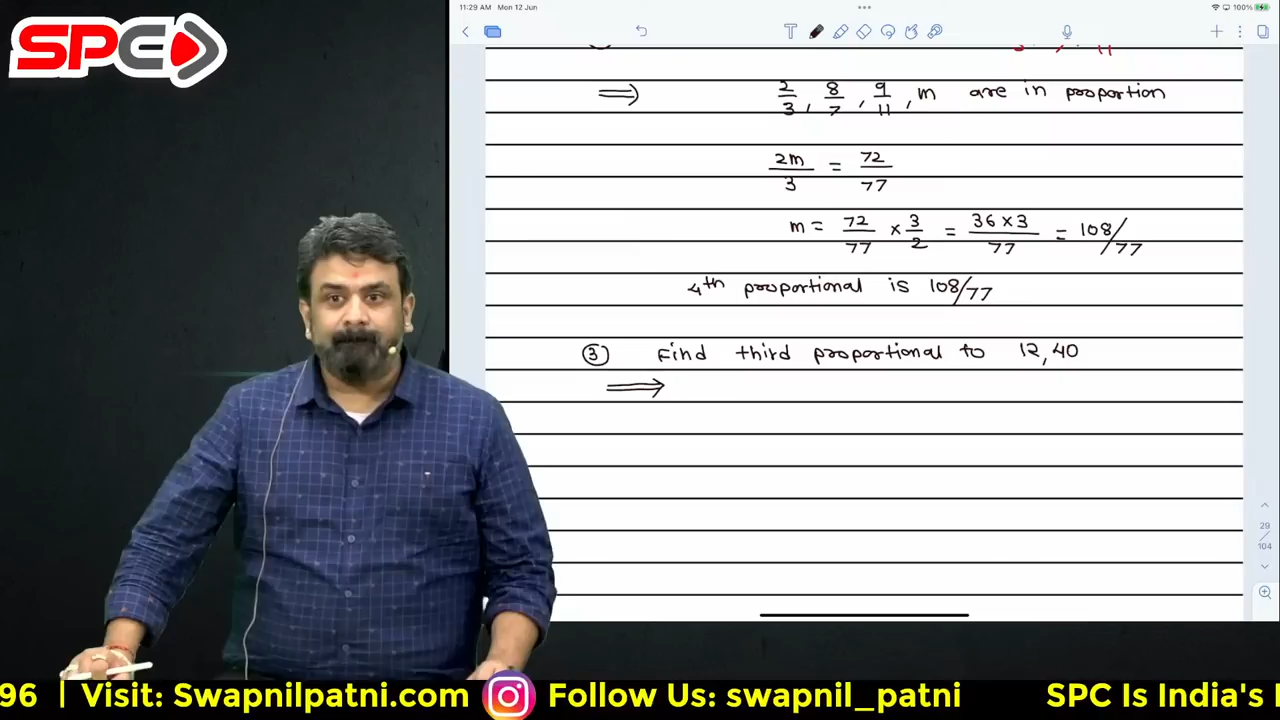 SPC
11:29 AM Mon 12 Jun
100%
T
11
2/3, 8/7, 9/11, m are in proportion
2m/3 = 72/77
m = 72/77 × 3/2 = 36×3/77 = 108/77
4th proportional is 108/77
③ Find third proportional to 12, 40
29
104
96 | Visit: Swapnilpatni.com Follow Us: swapnil_patni SPC Is India's